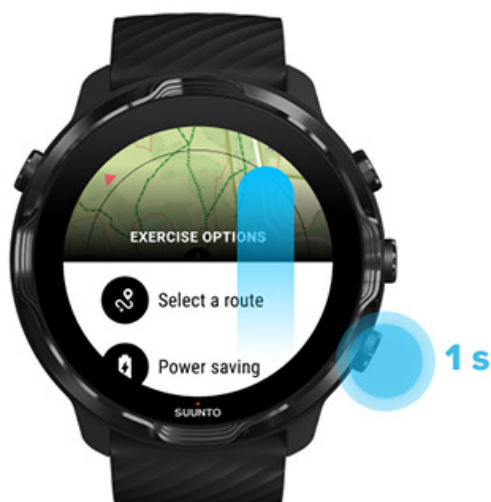 EXERCISE OPTIONS
Select a route
Power saving
SUUNTO
1 s